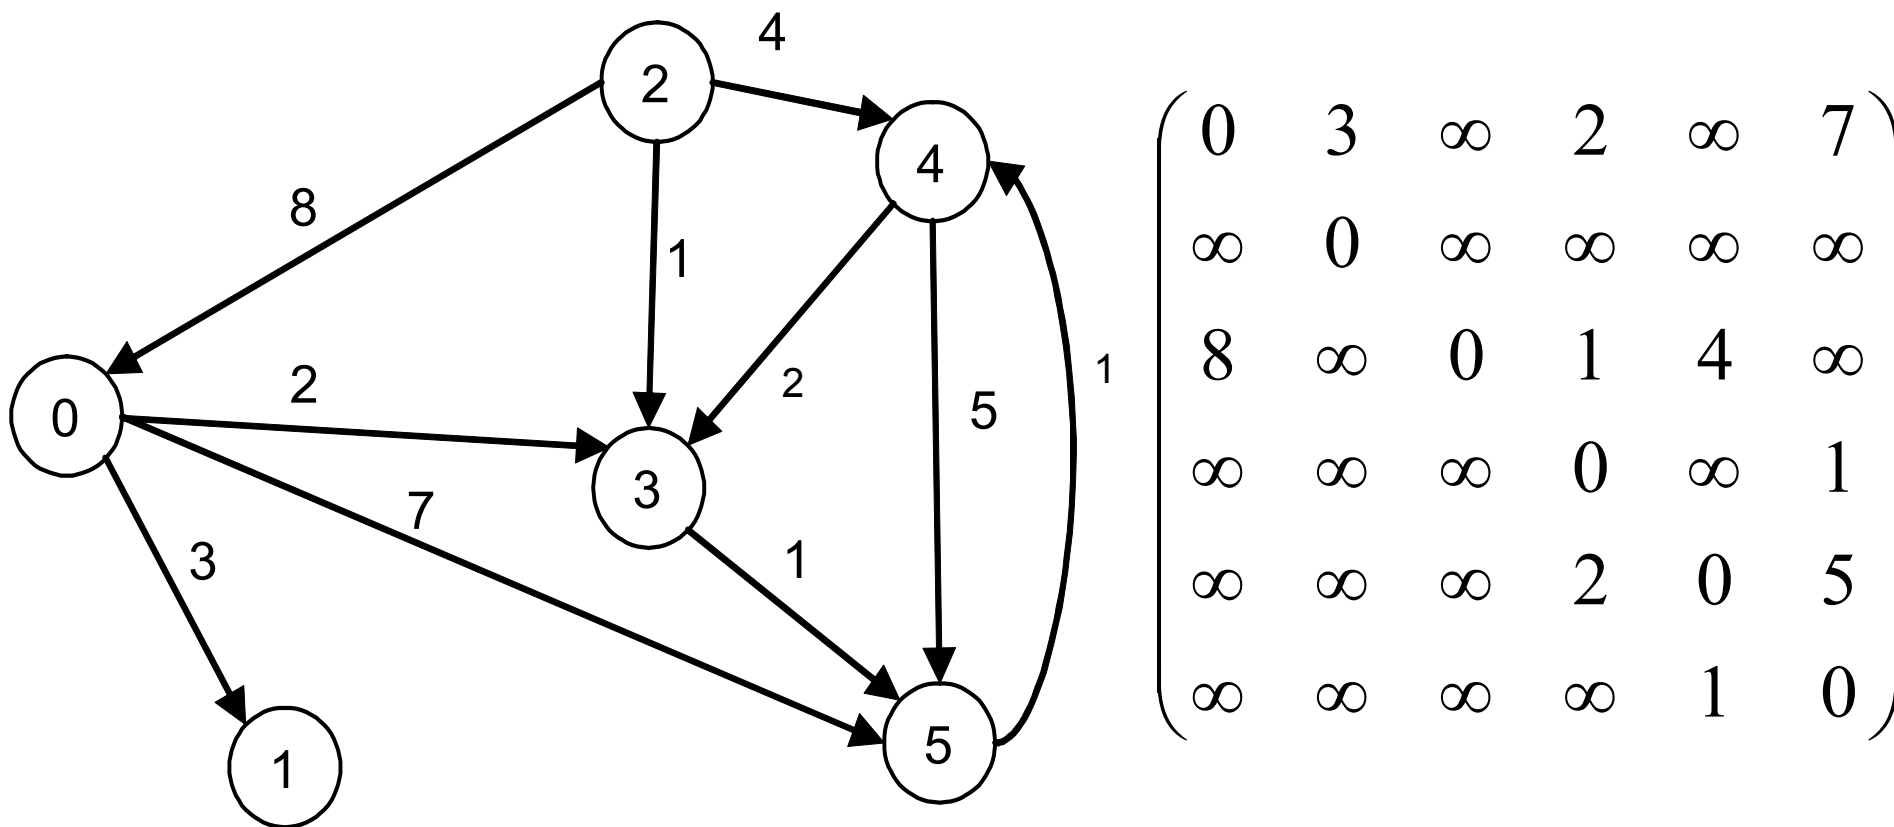 4
2
4
8
1
2
2
5
1
0
3
7
1
3
5
1
0 3 ∞ 2 ∞ 7
∞ 0 ∞ ∞ ∞ ∞
8 ∞ 0 1 4 ∞
∞ ∞ ∞ 0 ∞ 1
∞ ∞ ∞ 2 0 5
∞ ∞ ∞ ∞ 1 0